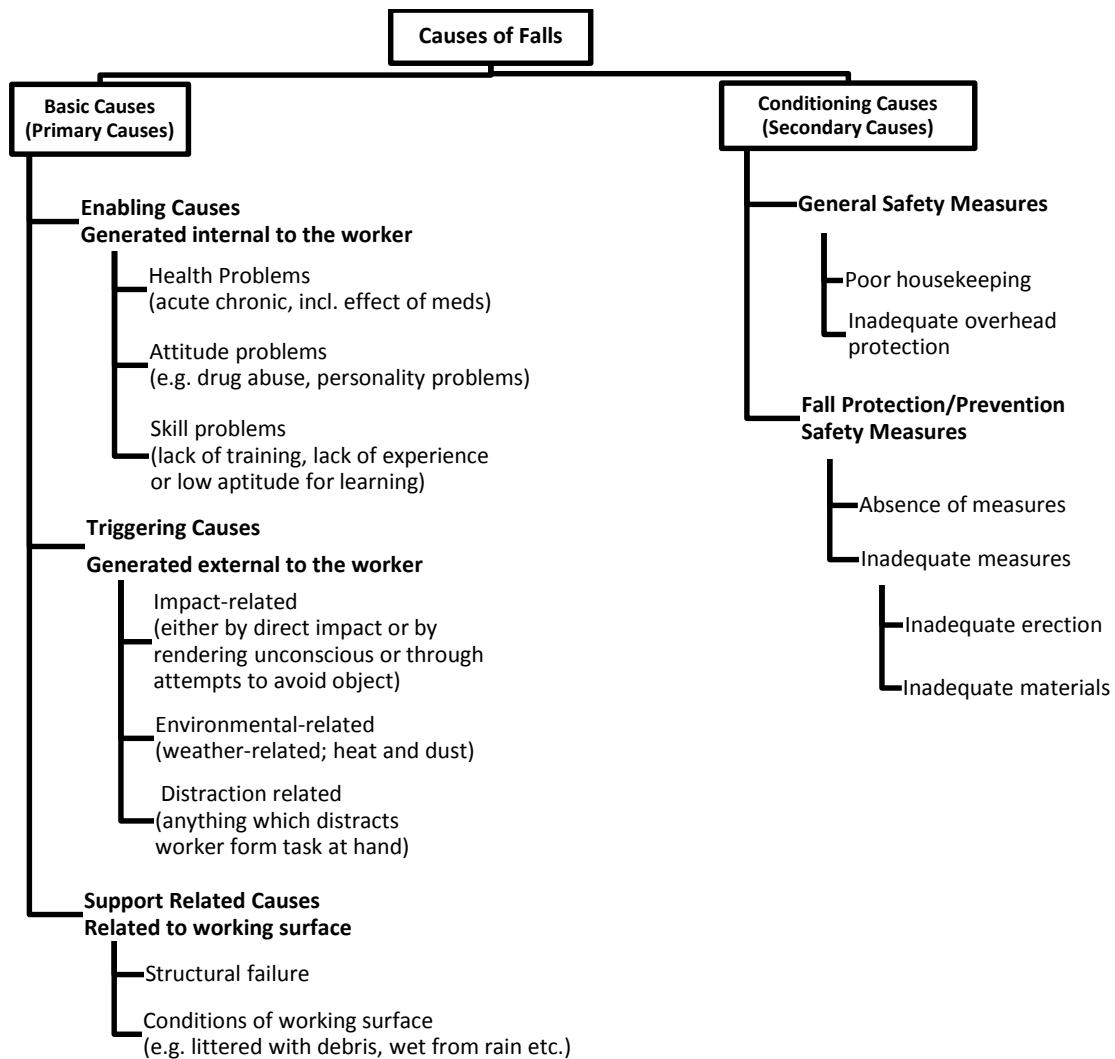 Causes of Falls
Basic Causes
(Primary Causes)
Enabling Causes
Generated internal to the worker
Health Problems
(acute chronic, incl. effect of meds)
Attitude problems
(e.g. drug abuse, personality problems)
Skill problems
(lack of training, lack of experience
or low aptitude for learning)
Triggering Causes
Generated external to the worker
Impact-related
(either by direct impact or by
rendering unconscious or through
attempts to avoid object)
Environmental-related
(weather-related; heat and dust)
Distraction related
(anything which distracts
worker form task at hand)
Support Related Causes
Related to working surface
Structural failure
Conditions of working surface
(e.g. littered with debris, wet from rain etc.)
Conditioning Causes
(Secondary Causes)
General Safety Measures
Poor housekeeping
Inadequate overhead
protection
Fall Protection/Prevention
Safety Measures
Absence of measures
Inadequate measures
Inadequate erection
Inadequate materials